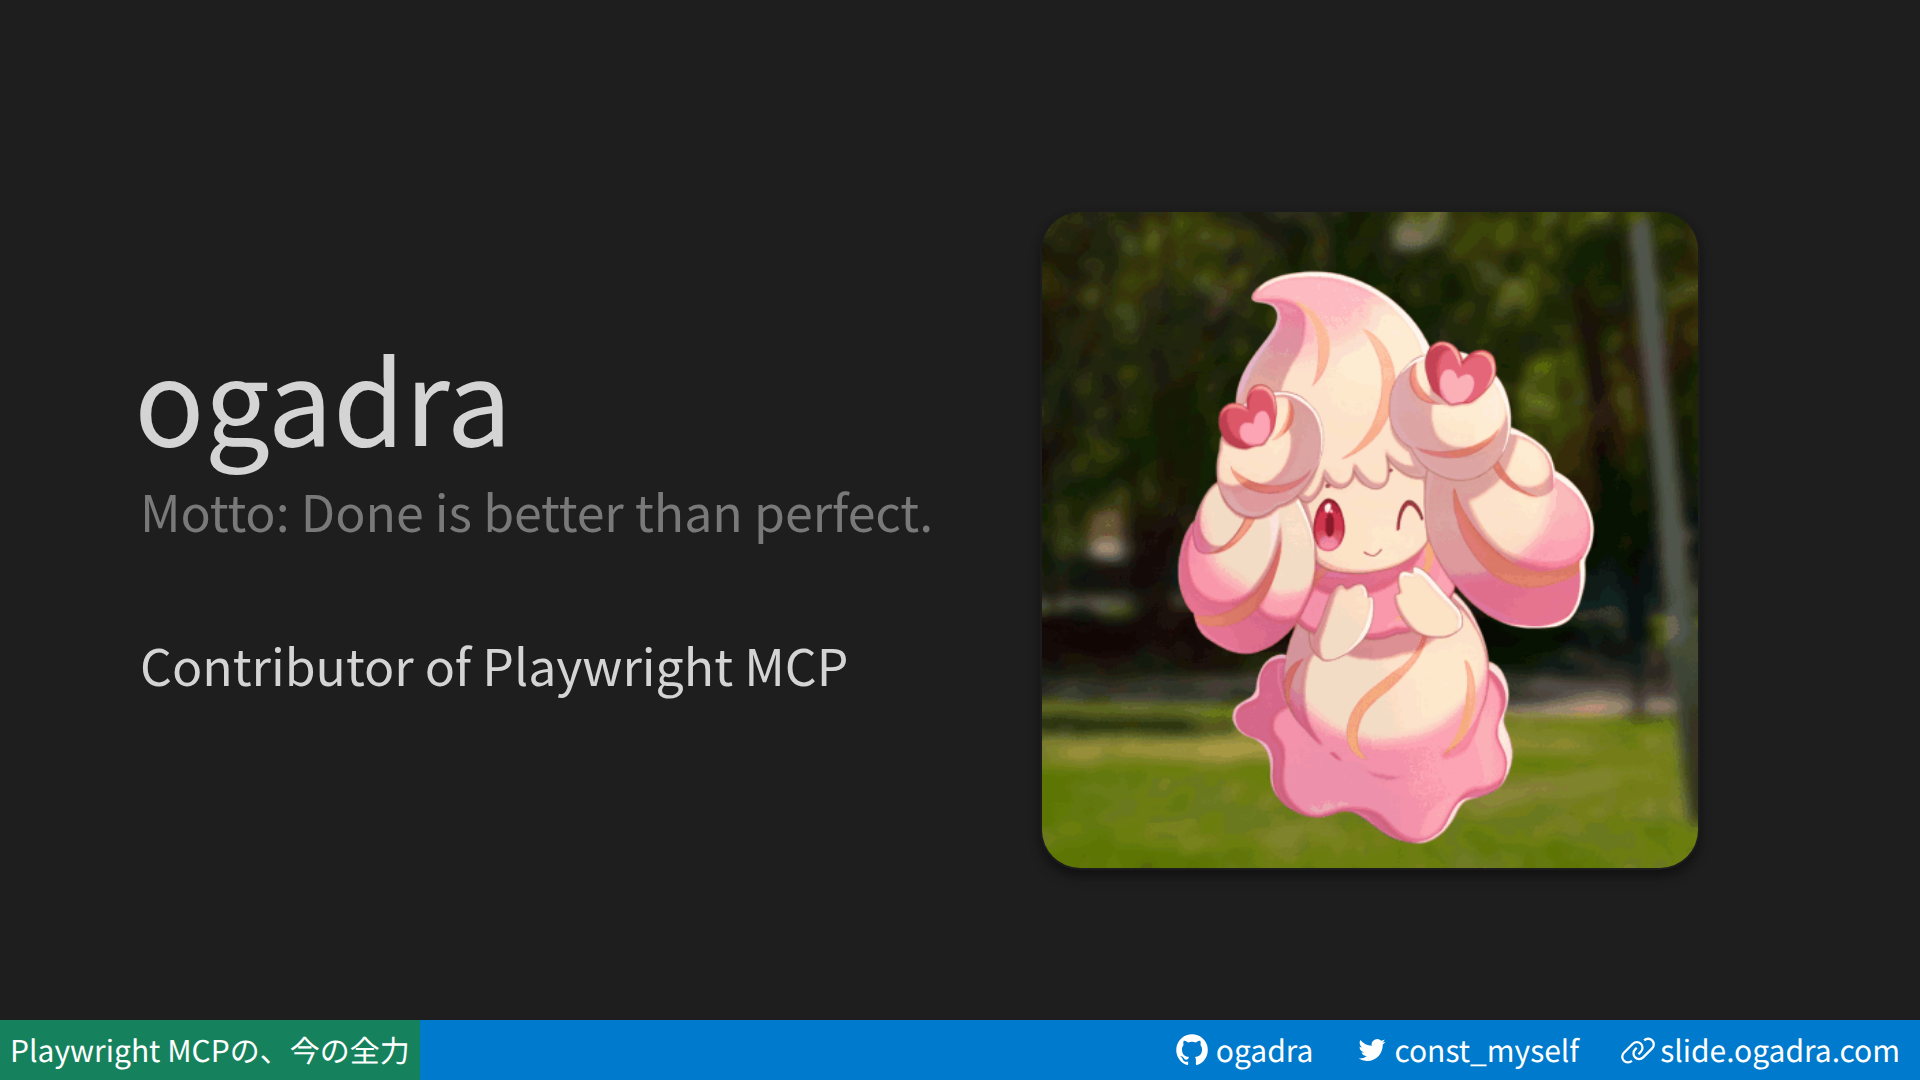 ogadra
Motto: Done is better than perfect.
Contributor of Playwright MCP
Playwright MCPの、今の全力
ogadra
const_myself
slide.ogadra.com